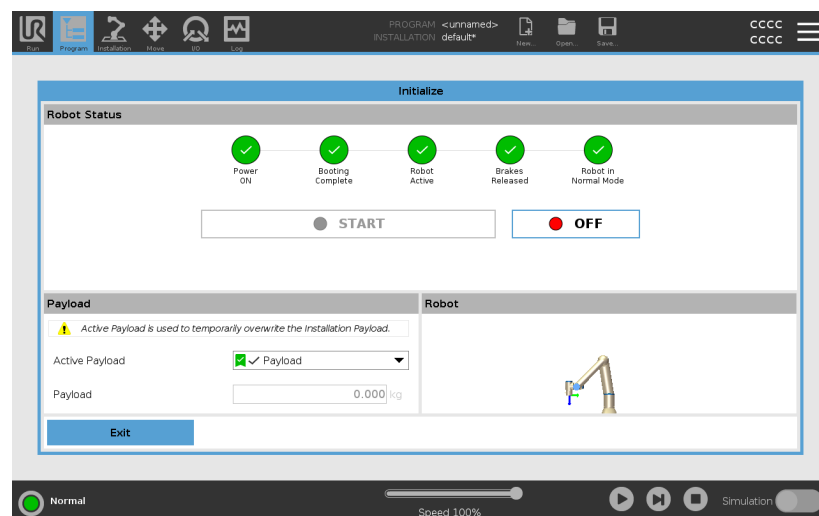 PROGRAM <unnamed>
INSTALLATION default*
CCCC
CCCC
Run
Program
Installation
Move
I/O
Log
New...
Open...
Save...
Initialize
Robot Status
Power
ON
Booting
Complete
Robot
Active
Brakes
Released
Robot in
Normal Mode
START
OFF
Payload
Robot
Active Payload is used to temporarily overwrite the Installation Payload.
Active Payload
Payload
Payload
0.000 kg
Exit
Normal
Speed 100%
Simulation